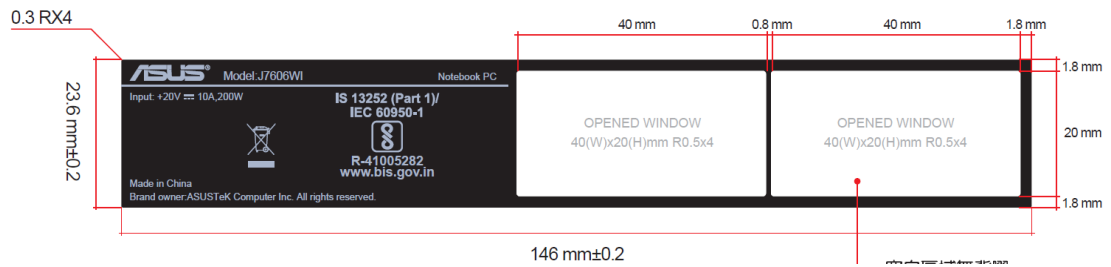 0.3 RX4
40 mm
0.8 mm
40 mm
1.8 mm
ASUS® Model:J7606WI Notebook PC
1.8 mm
Input: +20V ⎓ 10A,200W
IS 13252 (Part 1)/
IEC 60950-1
R-41005282
www.bis.gov.in
23.6 mm±0.2
OPENED WINDOW
40(W)x20(H)mm R0.5x4
OPENED WINDOW
40(W)x20(H)mm R0.5x4
20 mm
Made in China
Brand owner:ASUSTeK Computer Inc. All rights reserved.
1.8 mm
146 mm±0.2